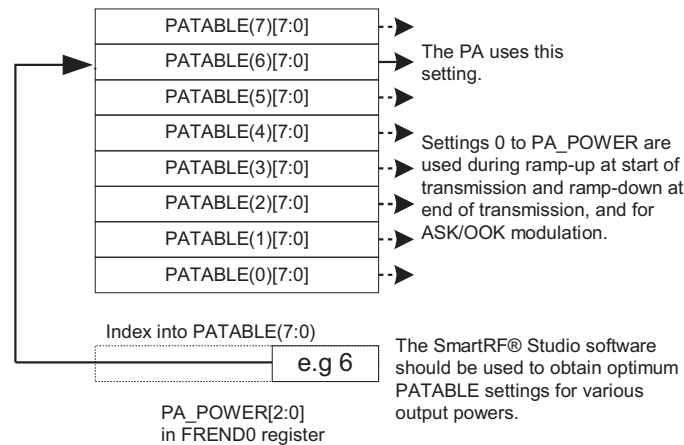 PATABLE(7)[7:0]
PATABLE(6)[7:0]
The PA uses this
setting.
PATABLE(5)[7:0]
PATABLE(4)[7:0]
PATABLE(3)[7:0]
PATABLE(2)[7:0]
PATABLE(1)[7:0]
PATABLE(0)[7:0]
Settings 0 to PA_POWER are
used during ramp-up at start of
transmission and ramp-down at
end of transmission, and for
ASK/OOK modulation.
Index into PATABLE(7:0)
e.g 6
PA_POWER[2:0]
in FREND0 register
The SmartRF® Studio software
should be used to obtain optimum
PATABLE settings for various
output powers.